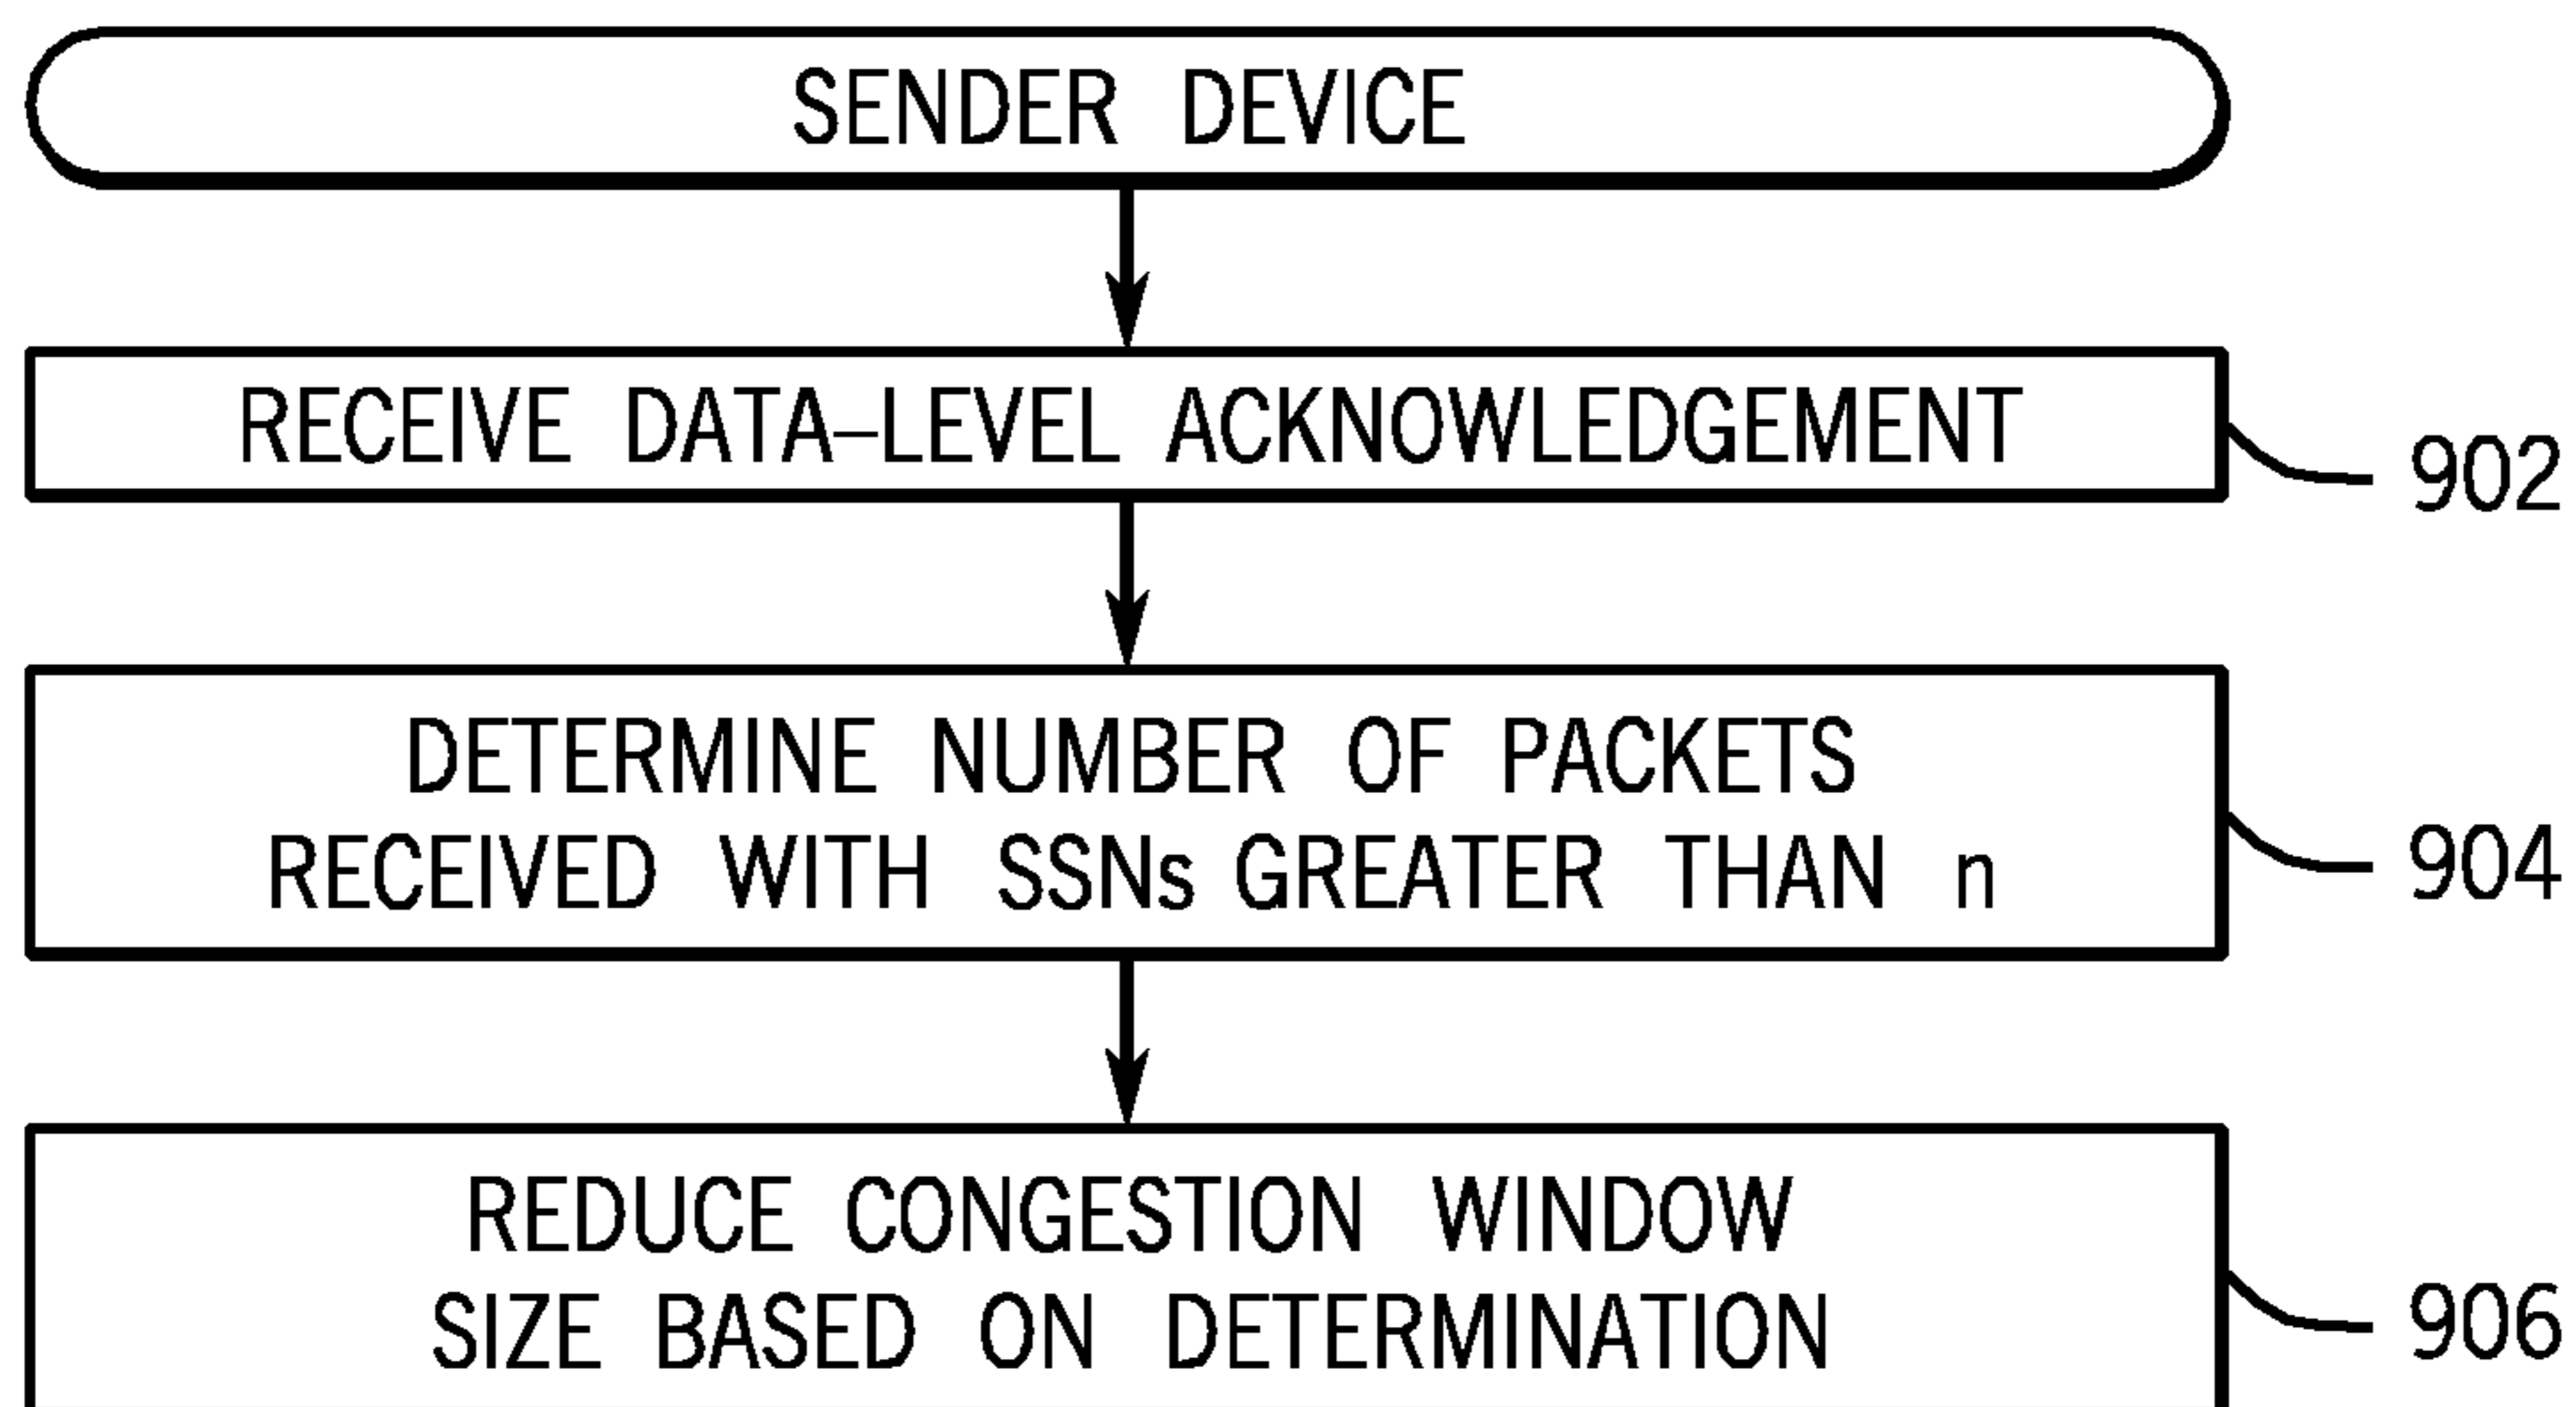 SENDER DEVICE
RECEIVE DATA–LEVEL ACKNOWLEDGEMENT
902
DETERMINE NUMBER OF PACKETS
RECEIVED WITH SSNs GREATER THAN n
904
REDUCE CONGESTION WINDOW
SIZE BASED ON DETERMINATION
906